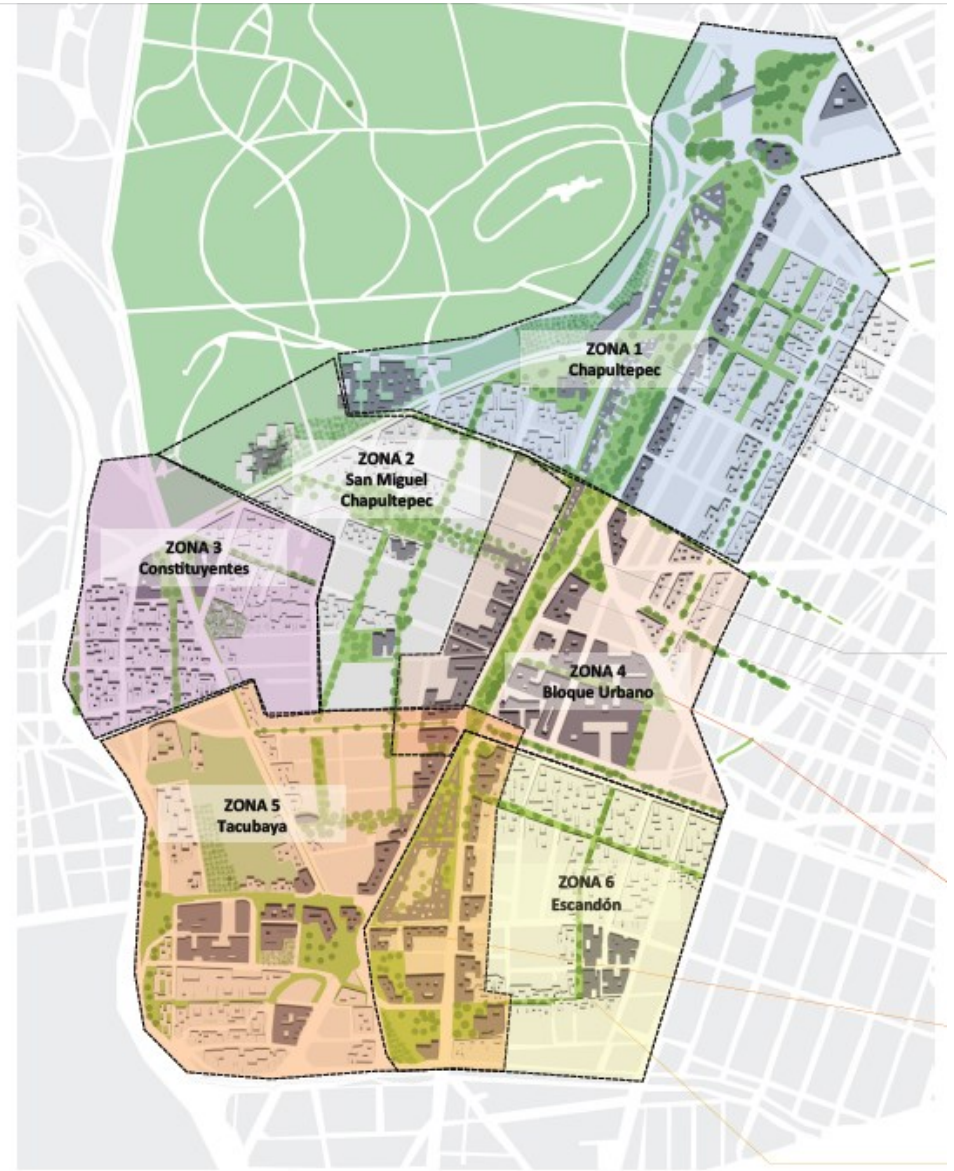 ZONA 1
Chapultepec
ZONA 2
San Miguel
Chapultepec
ZONA 3
Constituyentes
ZONA 4
Bloque Urbano
ZONA 5
Tacubaya
ZONA 6
Escandón